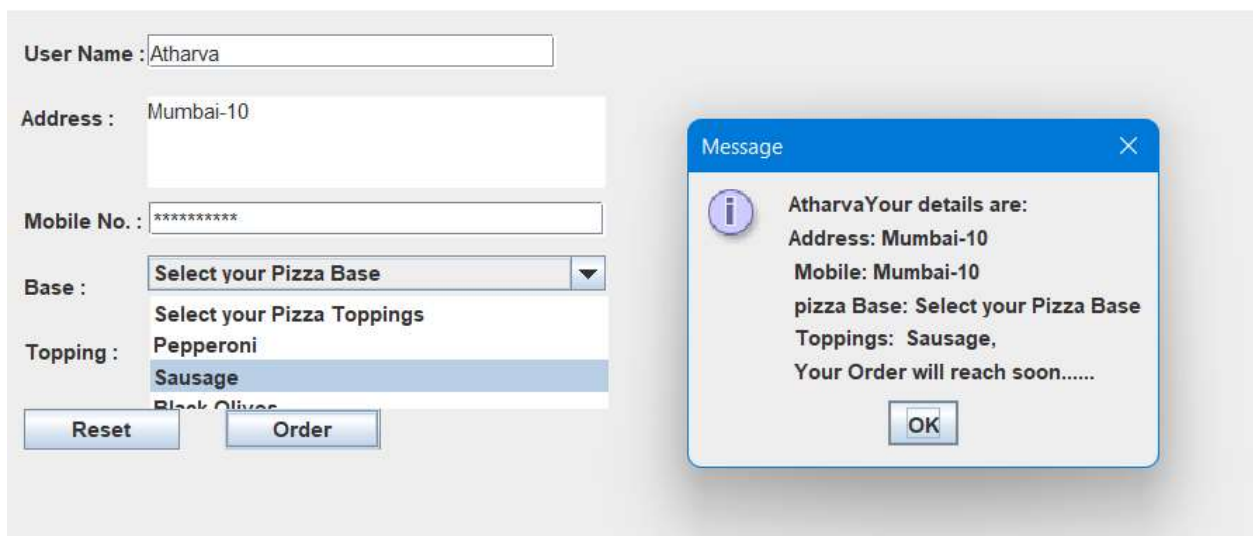 User Name : Atharva
Address : Mumbai-10
Mobile No. : **********
Base : Select your Pizza Base
Select your Pizza Toppings
Topping : Pepperoni
Sausage
Black Olives
Reset Order
Message
AtharvaYour details are:
Address: Mumbai-10
Mobile: Mumbai-10
pizza Base: Select your Pizza Base
Toppings: Sausage,
Your Order will reach soon......
OK